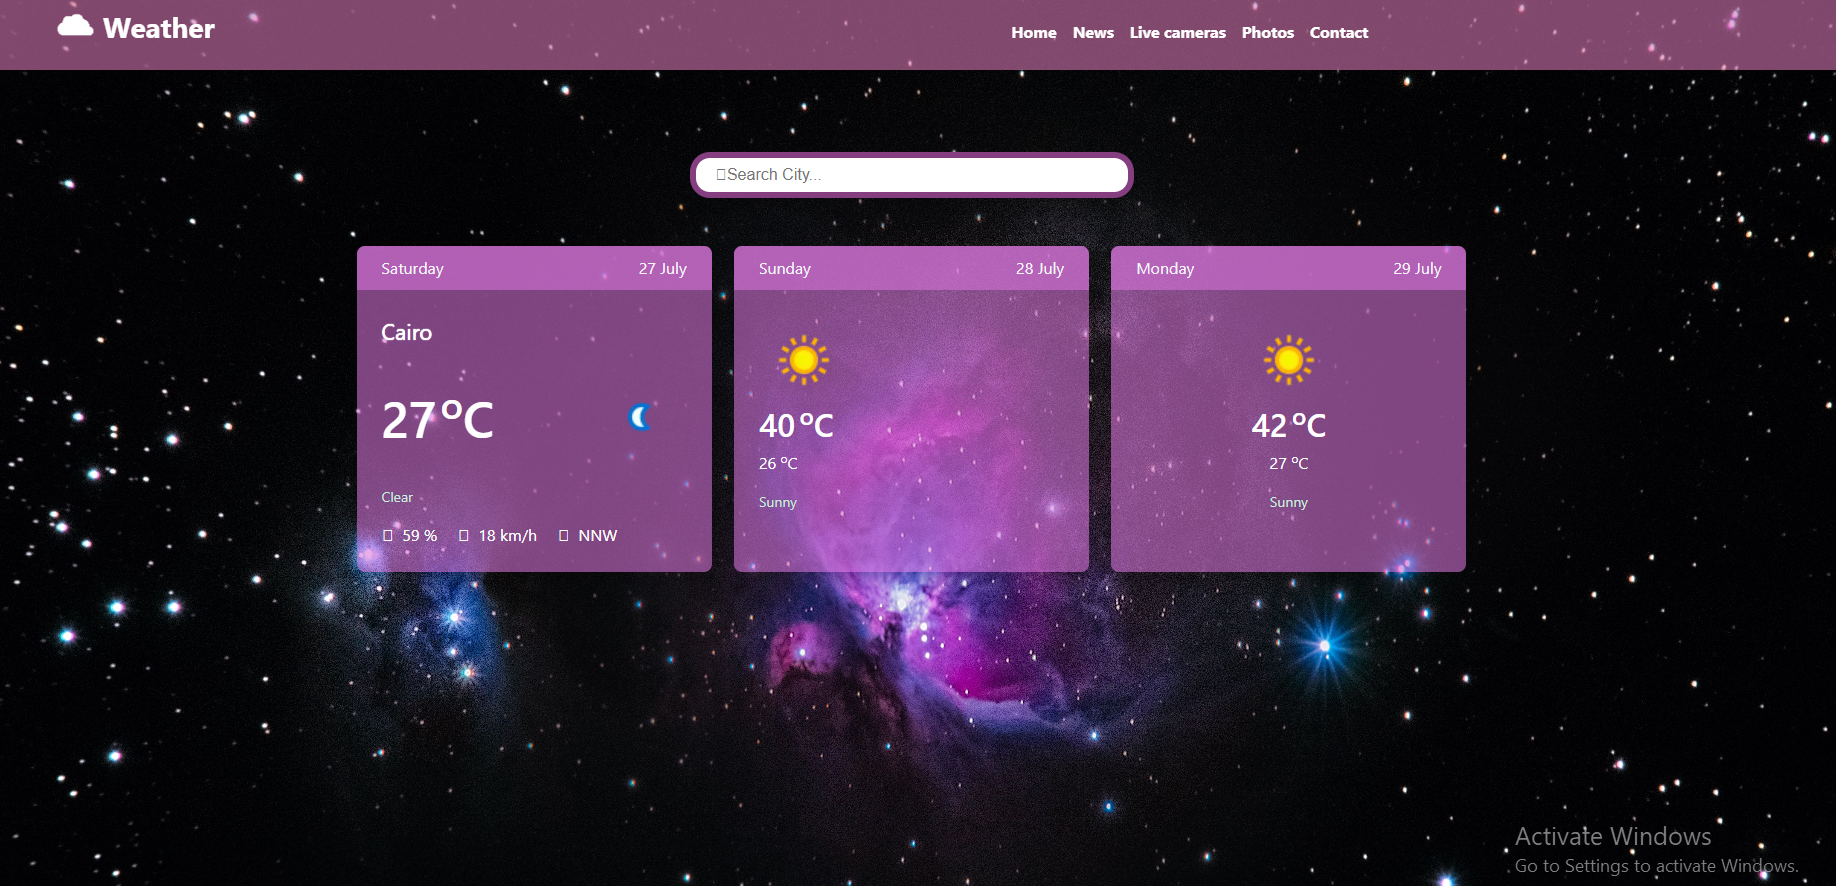 Weather
Home News Live cameras Photos Contact
Search City...
Saturday 27 July
Cairo
27°C
Clear
59 % 18 km/h NNW
Sunday 28 July
40°C
26 °C
Sunny
Monday 29 July
42°C
27 °C
Sunny
Activate Windows
Go to Settings to activate Windows.